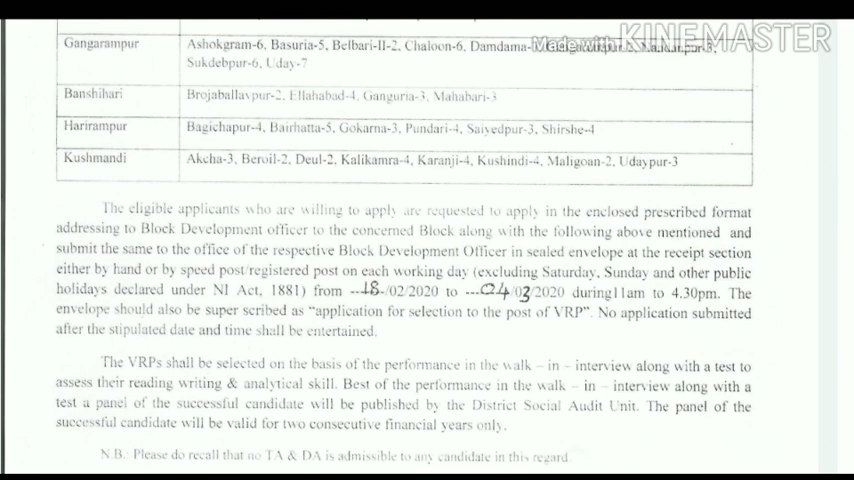 Made with KINEMASTER
Gangarampur Ashokgram-6, Basuria-5, Belbari-II-2, Chaloon-6, Damdama-
Sukdebpur-6, Uday-7
Banshihari Brojaballavpur-2, Ellahabad-4, Ganguria-3, Mahabari-3
Harirampur Bagichapur-4, Bairhatta-5, Gokarna-3, Pundari-4, Saiyedpur-3, Shirshe-4
Kushmandi Akcha-3, Beroil-2, Deul-2, Kalikamra-4, Karanji-4, Kushindi-4, Maligoan-2, Udaypur-3
The eligible applicants who are willing to apply are requested to apply in the enclosed prescribed format
addressing to Block Development officer to the concerned Block along with the following above mentioned and
submit the same to the office of the respective Block Development Officer in sealed envelope at the receipt section
either by hand or by speed post/registered post on each working day (excluding Saturday, Sunday and other public
holidays declared under NI Act, 1881) from ---18-/02/2020 to ---04/03/2020 during11am to 4.30pm. The
envelope should also be super scribed as “application for selection to the post of VRP”. No application submitted
after the stipulated date and time shall be entertained.
The VRPs shall be selected on the basis of the performance in the walk – in – interview along with a test to
assess their reading writing & analytical skill. Best of the performance in the walk – in – interview along with a
test a panel of the successful candidate will be published by the District Social Audit Unit. The panel of the
successful candidate will be valid for two consecutive financial years only.
N.B.: Please do recall that no TA & DA is admissible to any candidate in this regard.